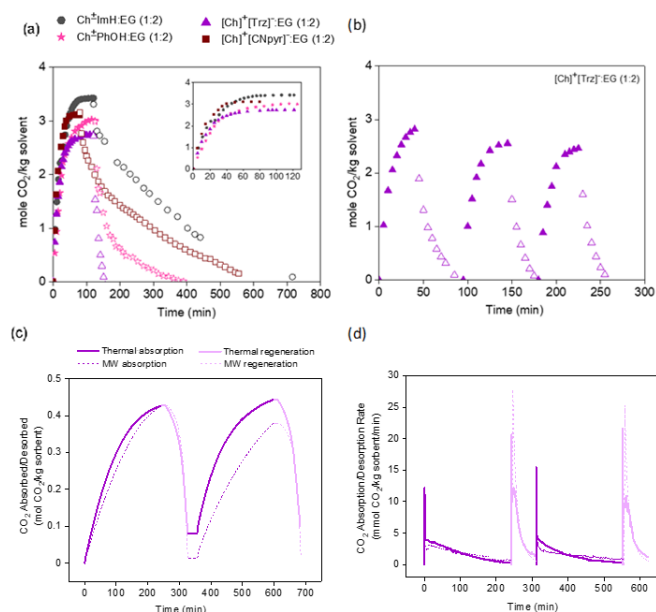 Ch±ImH:EG (1:2)
[Ch]⁺[Trz]⁻:EG (1:2)
Ch±PhOH:EG (1:2)
[Ch]⁺[CNpyr]⁻:EG (1:2)
(a)
mole CO₂/kg solvent
4
3
2
1
0
0 100 200 300 400 500 600 700 800
Time (min)
4
3
2
1
0
0 20 40 60 80 100 120
(b)
[Ch]⁺[Trz]⁻:EG (1:2)
mole CO₂/kg solvent
4
3
2
1
0
0 50 100 150 200 250 300
Time (min)
(c)
Thermal absorption
Thermal regeneration
MW absorption
MW regeneration
CO₂ Absorbed/Desorbed
(mol CO₂/kg sorbent)
0.4
0.3
0.2
0.1
0
0 100 200 300 400 500 600 700
Time (min)
(d)
CO₂ Absorption/Desorption Rate
(mmol CO₂/kg sorbent/min)
30
25
20
15
10
5
0
0 100 200 300 400 500 600
Time (min)